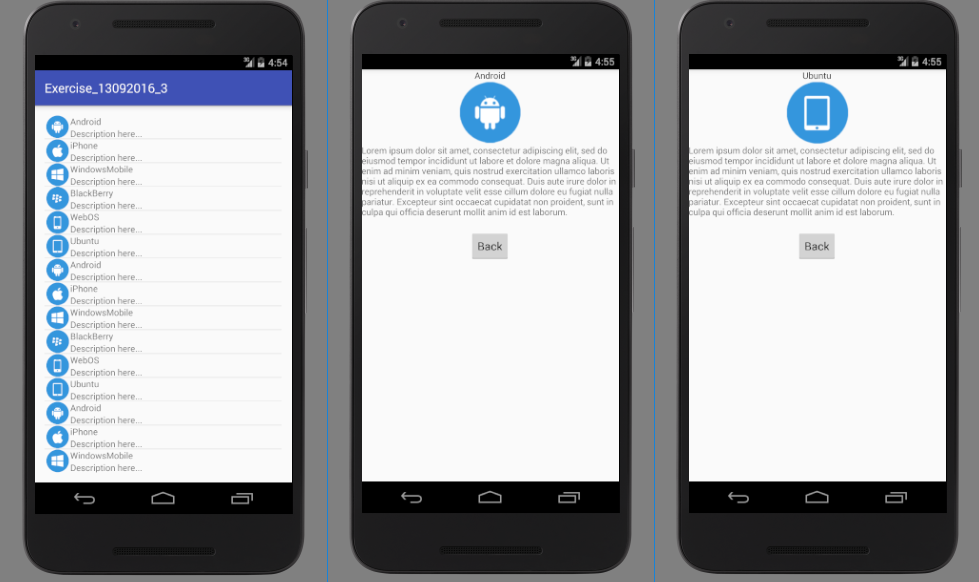 3G 4:54
Exercise_13092016_3
Android
Description here...
iPhone
Description here...
WindowsMobile
Description here...
BlackBerry
Description here...
WebOS
Description here...
Ubuntu
Description here...
Android
Description here...
iPhone
Description here...
WindowsMobile
Description here...
BlackBerry
Description here...
WebOS
Description here...
Ubuntu
Description here...
Android
Description here...
iPhone
Description here...
WindowsMobile
Description here...
3G 4:55
Android
Lorem ipsum dolor sit amet, consectetur adipiscing elit, sed do
eiusmod tempor incididunt ut labore et dolore magna aliqua. Ut
enim ad minim veniam, quis nostrud exercitation ullamco laboris
nisi ut aliquip ex ea commodo consequat. Duis aute irure dolor in
reprehenderit in voluptate velit esse cillum dolore eu fugiat nulla
pariatur. Excepteur sint occaecat cupidatat non proident, sunt in
culpa qui officia deserunt mollit anim id est laborum.
Back
3G 4:55
Ubuntu
Lorem ipsum dolor sit amet, consectetur adipiscing elit, sed do
eiusmod tempor incididunt ut labore et dolore magna aliqua. Ut
enim ad minim veniam, quis nostrud exercitation ullamco laboris
nisi ut aliquip ex ea commodo consequat. Duis aute irure dolor in
reprehenderit in voluptate velit esse cillum dolore eu fugiat nulla
pariatur. Excepteur sint occaecat cupidatat non proident, sunt in
culpa qui officia deserunt mollit anim id est laborum.
Back